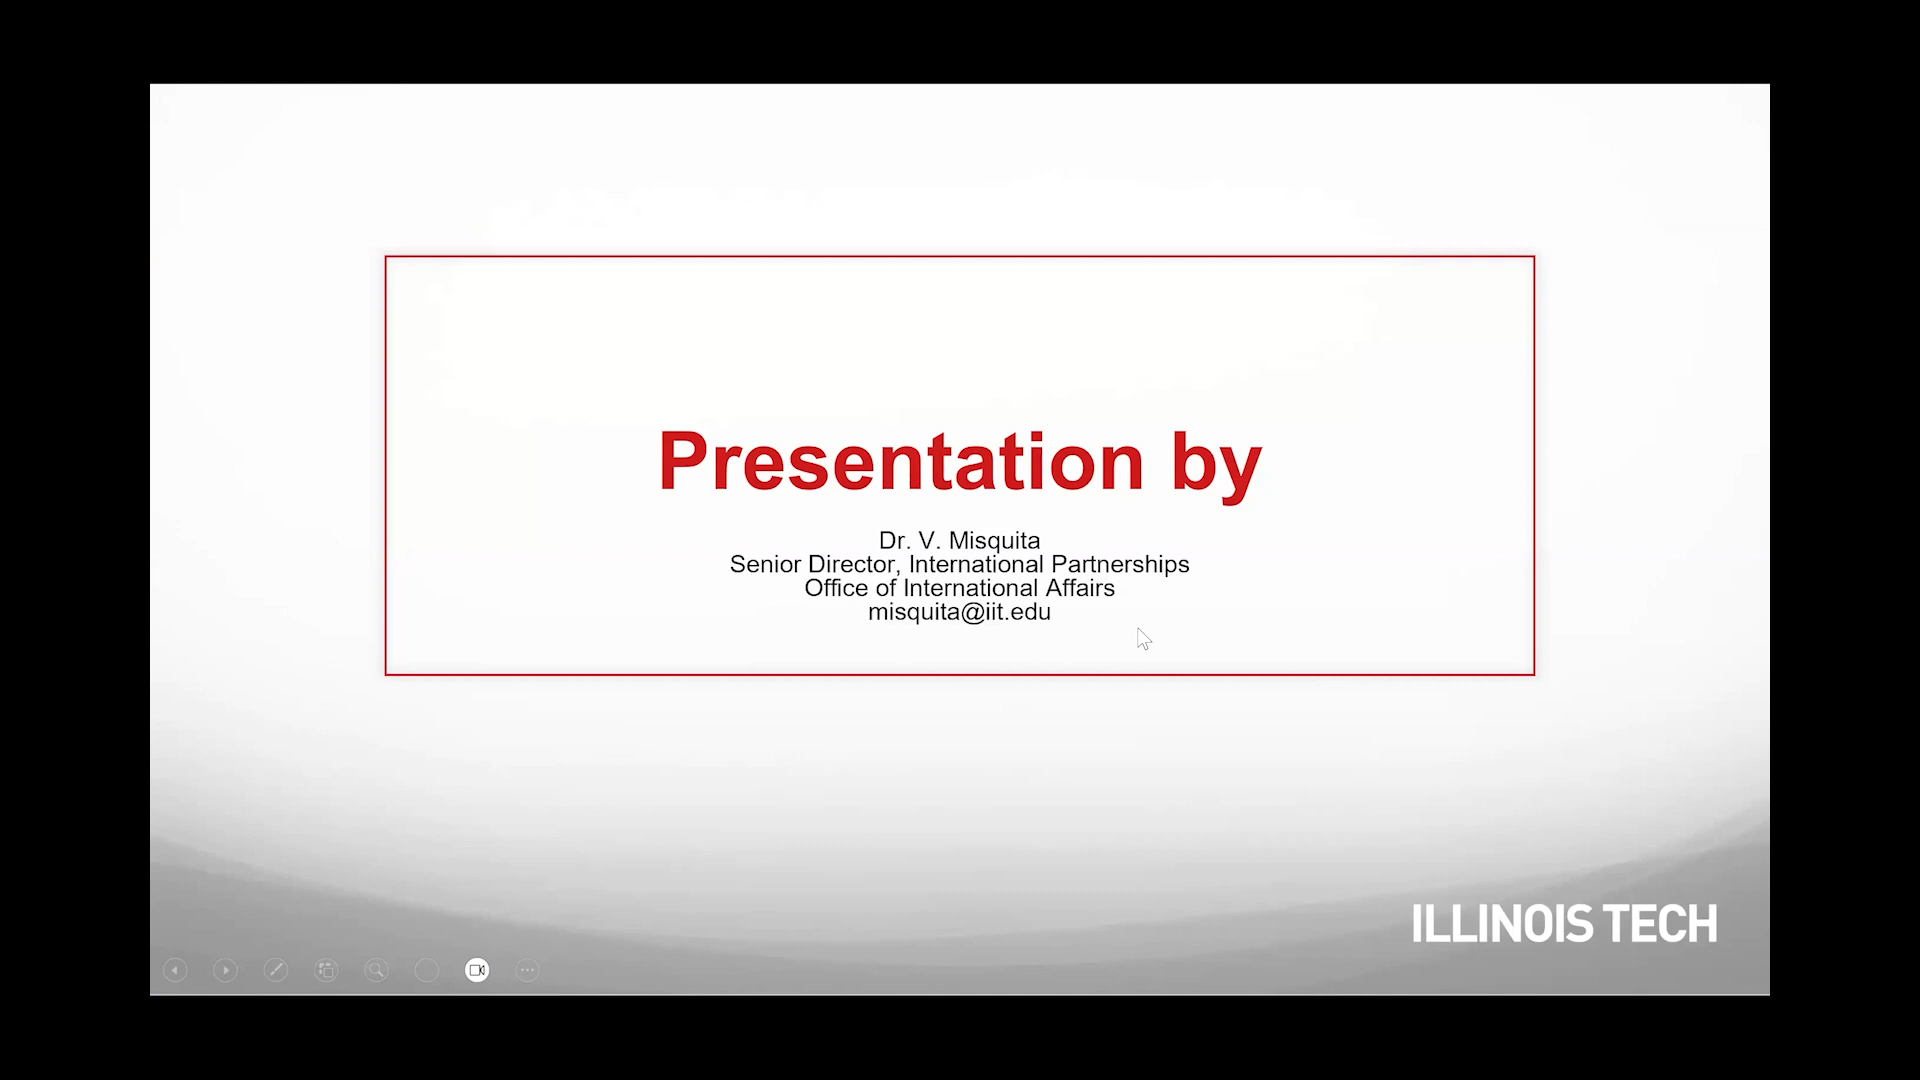 Presentation by
Dr. V. Misquita
Senior Director, International Partnerships
Office of International Affairs
misquita@iit.edu
ILLINOIS TECH